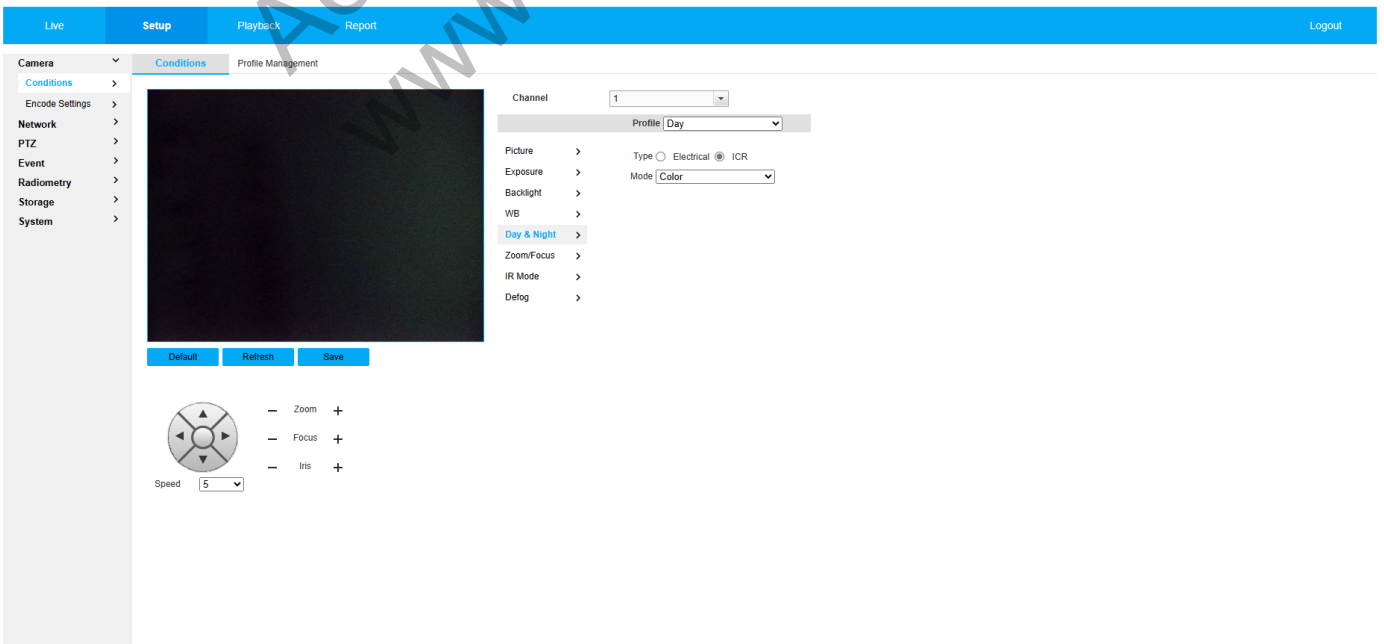 Live Setup Playback Report Logout
Camera
Conditions
Encode Settings
Network
PTZ
Event
Radiometry
Storage
System
Conditions Profile Management
Channel 1
Profile Day
Picture
Exposure
Backlight
WB
Day & Night
Zoom/Focus
IR Mode
Defog
Type Electrical ICR
Mode Color
Default Refresh Save
Zoom
Focus
Iris
Speed 5
www